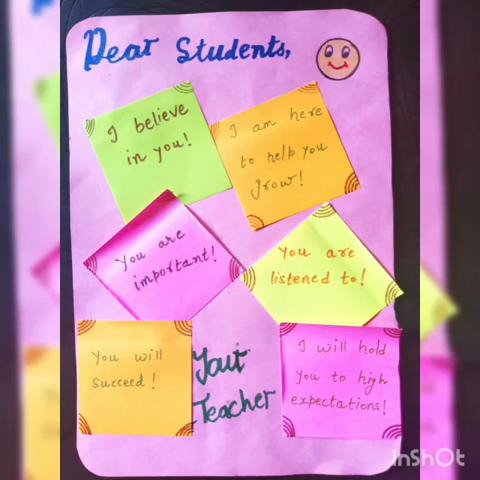 Dear Students,
I believe
in you!
I am here
to help you
grow!
You are
important!
You are
listened to!
You will
succeed!
I will hold
you to high
expectations!
Your
Teacher
InShOt